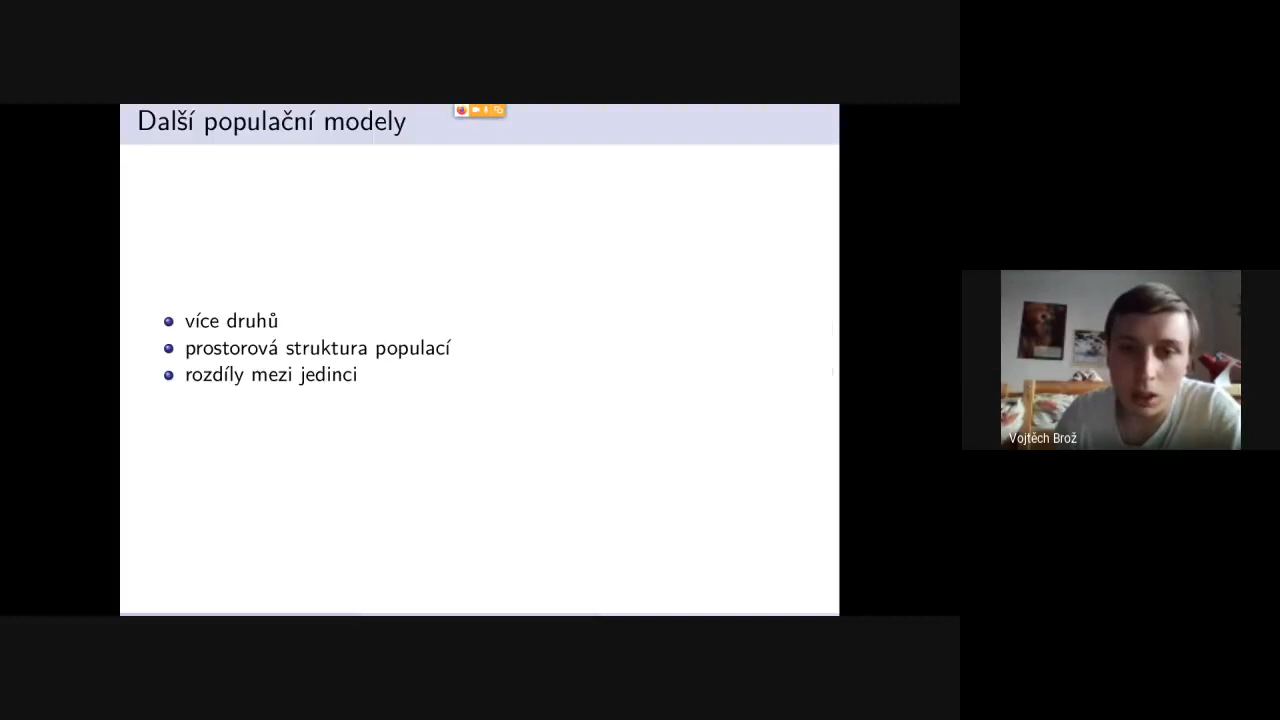 Další populační modely
více druhů
prostorová struktura populací
rozdíly mezi jedinci
Vojtěch Brož